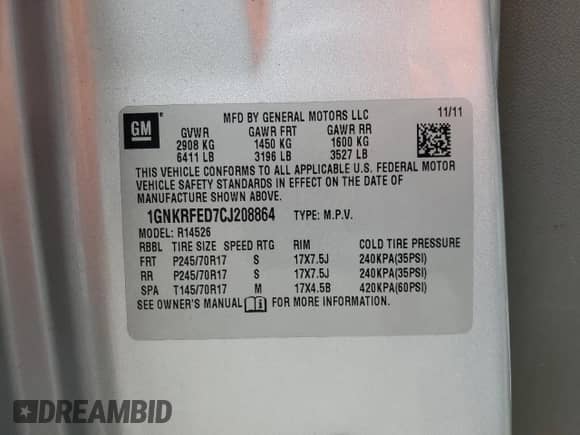 GM
MFD BY GENERAL MOTORS LLC 11/11
GVWR GAWR FRT GAWR RR
2908 KG 1450 KG 1600 KG
6411 LB 3196 LB 3527 LB
THIS VEHICLE CONFORMS TO ALL APPLICABLE U.S. FEDERAL MOTOR
VEHICLE SAFETY STANDARDS IN EFFECT ON THE DATE OF
MANUFACTURE SHOWN ABOVE.
1GNKRFED7CJ208864 TYPE: M.P.V.
MODEL: R14526
RBBL TIRE SIZE SPEED RTG RIM COLD TIRE PRESSURE
FRT P245/70R17 S 17X7.5J 240KPA(35PSI)
RR P245/70R17 S 17X7.5J 240KPA(35PSI)
SPA T145/70R17 M 17X4.5B 420KPA(60PSI)
SEE OWNER'S MANUAL FOR MORE INFORMATION.
DREAMBID